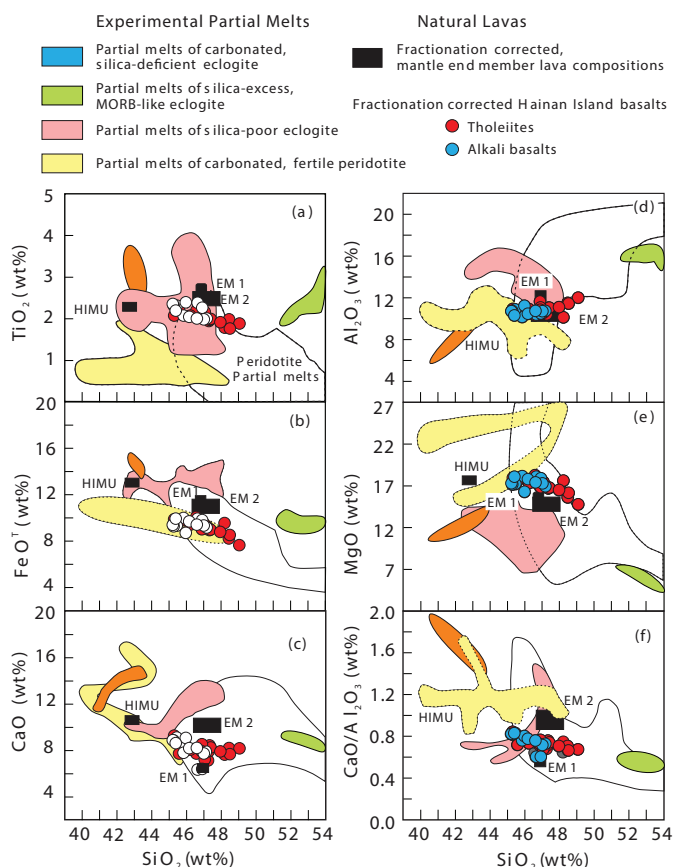 Experimental Partial Melts
Natural Lavas
Partial melts of carbonated,
silica-deficient eclogite
Partial melts of silica-excess,
MORB-like eclogite
Partial melts of silica-poor eclogite
Partial melts of carbonated, fertile peridotite
Fractionation corrected,
mantle end member lava compositions
Fractionation corrected Hainan Island basalts
Tholeiites
Alkali basalts
5
4
3
2
1
TiO2 (wt%)
(a)
HIMU
EM 1
EM 2
Peridotite
Partial melts
20
16
12
8
4
Al2O3 (wt%)
(d)
EM 1
EM 2
HIMU
20
16
12
8
4
FeOT (wt%)
(b)
HIMU
EM1
EM 2
27
22
17
12
7
MgO (wt%)
(e)
HIMU
EM 1
EM 2
20
16
12
8
4
CaO (wt%)
(c)
HIMU
EM 2
EM 1
40 42 44 46 48 50 52 54
SiO2 (wt%)
2.0
1.6
1.2
0.8
0.4
0.0
CaO/Al2O3 (wt%)
(f)
HIMU
EM 2
EM 1
40 42 44 46 48 50 52 54
SiO2 (wt%)